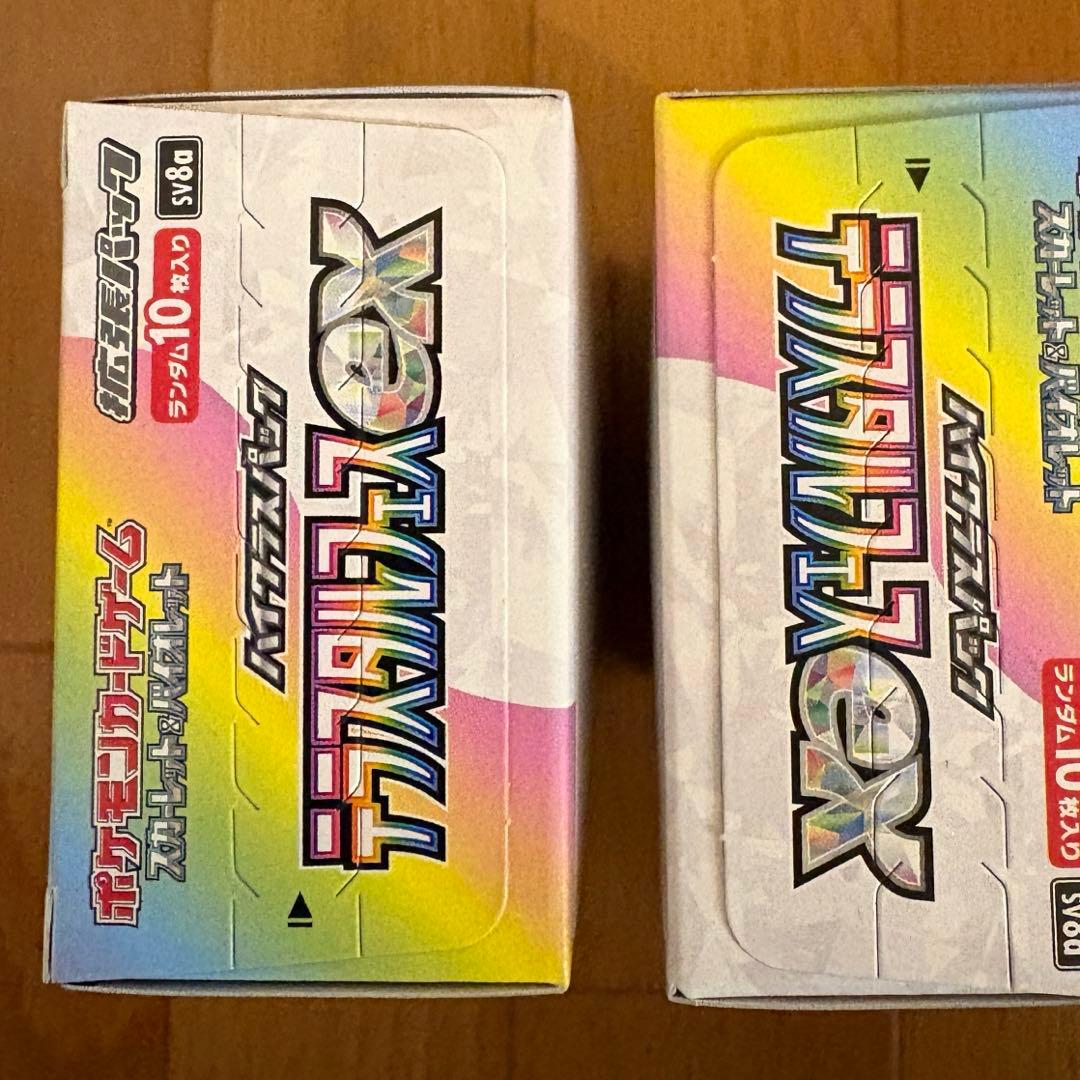 拡張パック
sv8a
ランダム10枚入り
ポケモンカードゲーム™
スカーレット&バイオレット
ハイクラスパック
テラスタルフェスex
スカーレット&バイオレット
ランダム10枚入り
sv8a
ハイクラスパック
テラスタルフェスex